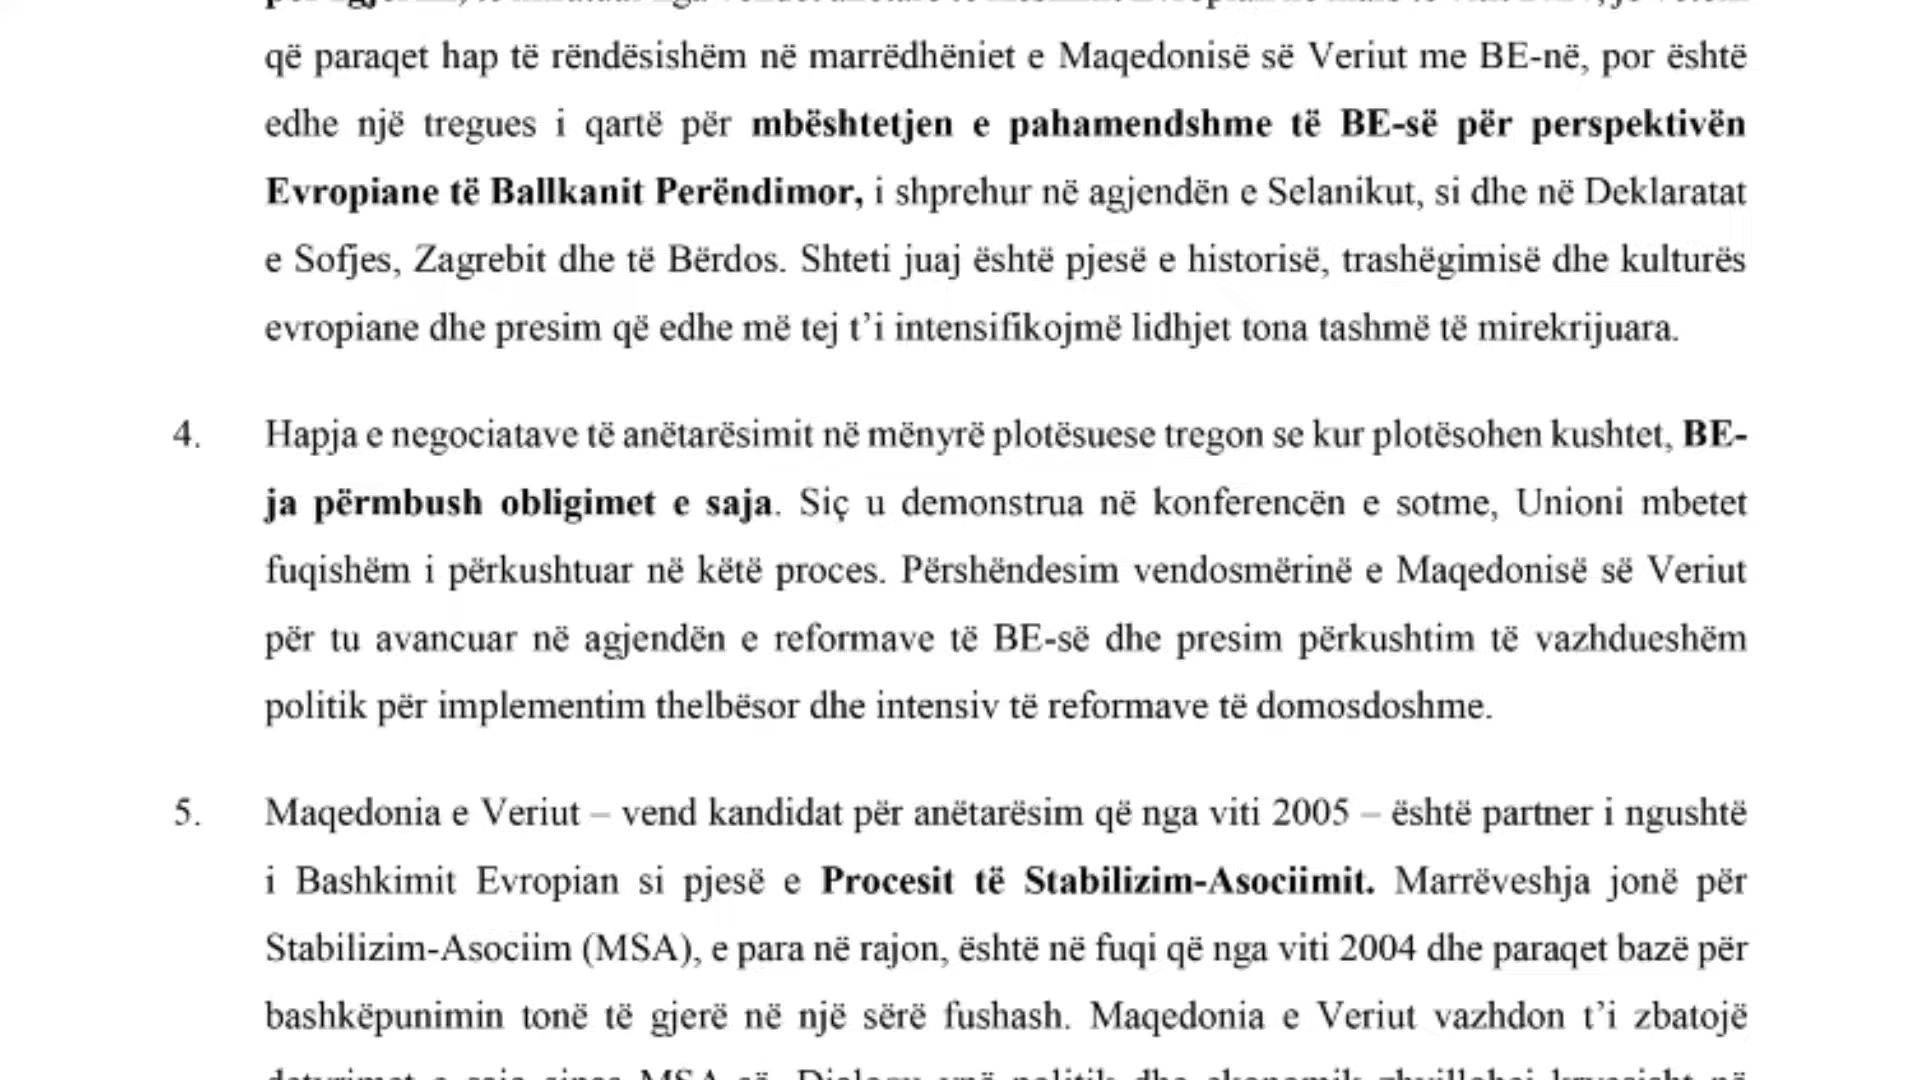 që paraqet hap të rëndësishëm në marrëdhëniet e Maqedonisë së Veriut me BE-në, por është
edhe një tregues i qartë për mbështetjen e pahamendshme të BE-së për perspektivën
Evropiane të Ballkanit Perëndimor, i shprehur në agjendën e Selanikut, si dhe në Deklaratat
e Sofjes, Zagrebit dhe të Bërdos. Shteti juaj është pjesë e historisë, trashëgimisë dhe kulturës
evropiane dhe presim që edhe më tej t’i intensifikojmë lidhjet tona tashmë të mirekrijuara.
4. Hapja e negociatave të anëtarësimit në mënyrë plotësuese tregon se kur plotësohen kushtet, BE-
ja përmbush obligimet e saja. Siç u demonstrua në konferencën e sotme, Unioni mbetet
fuqishëm i përkushtuar në këtë proces. Përshëndesim vendosmërinë e Maqedonisë së Veriut
për tu avancuar në agjendën e reformave të BE-së dhe presim përkushtim të vazhdueshëm
politik për implementim thelbësor dhe intensiv të reformave të domosdoshme.
5. Maqedonia e Veriut – vend kandidat për anëtarësim që nga viti 2005 – është partner i ngushtë
i Bashkimit Evropian si pjesë e Procesit të Stabilizim-Asociimit. Marrëveshja jonë për
Stabilizim-Asociim (MSA), e para në rajon, është në fuqi që nga viti 2004 dhe paraqet bazë për
bashkëpunimin tonë të gjerë në një sërë fushash. Maqedonia e Veriut vazhdon t’i zbatojë